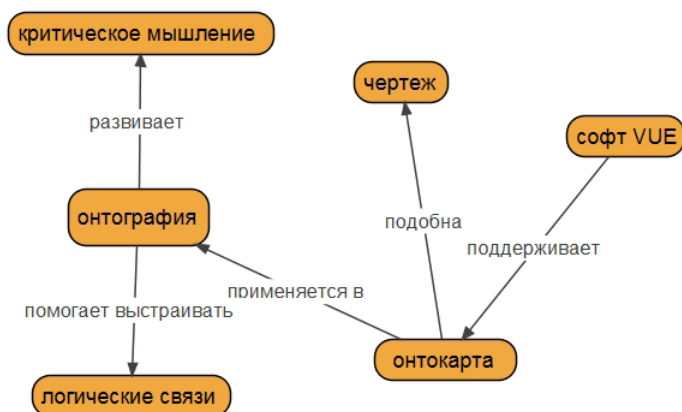 критическое мышление
чертеж
развивает
софт VUE
онтография
подобна
поддерживает
применяется в
помогает выстраивать
онтокарта
логические связи